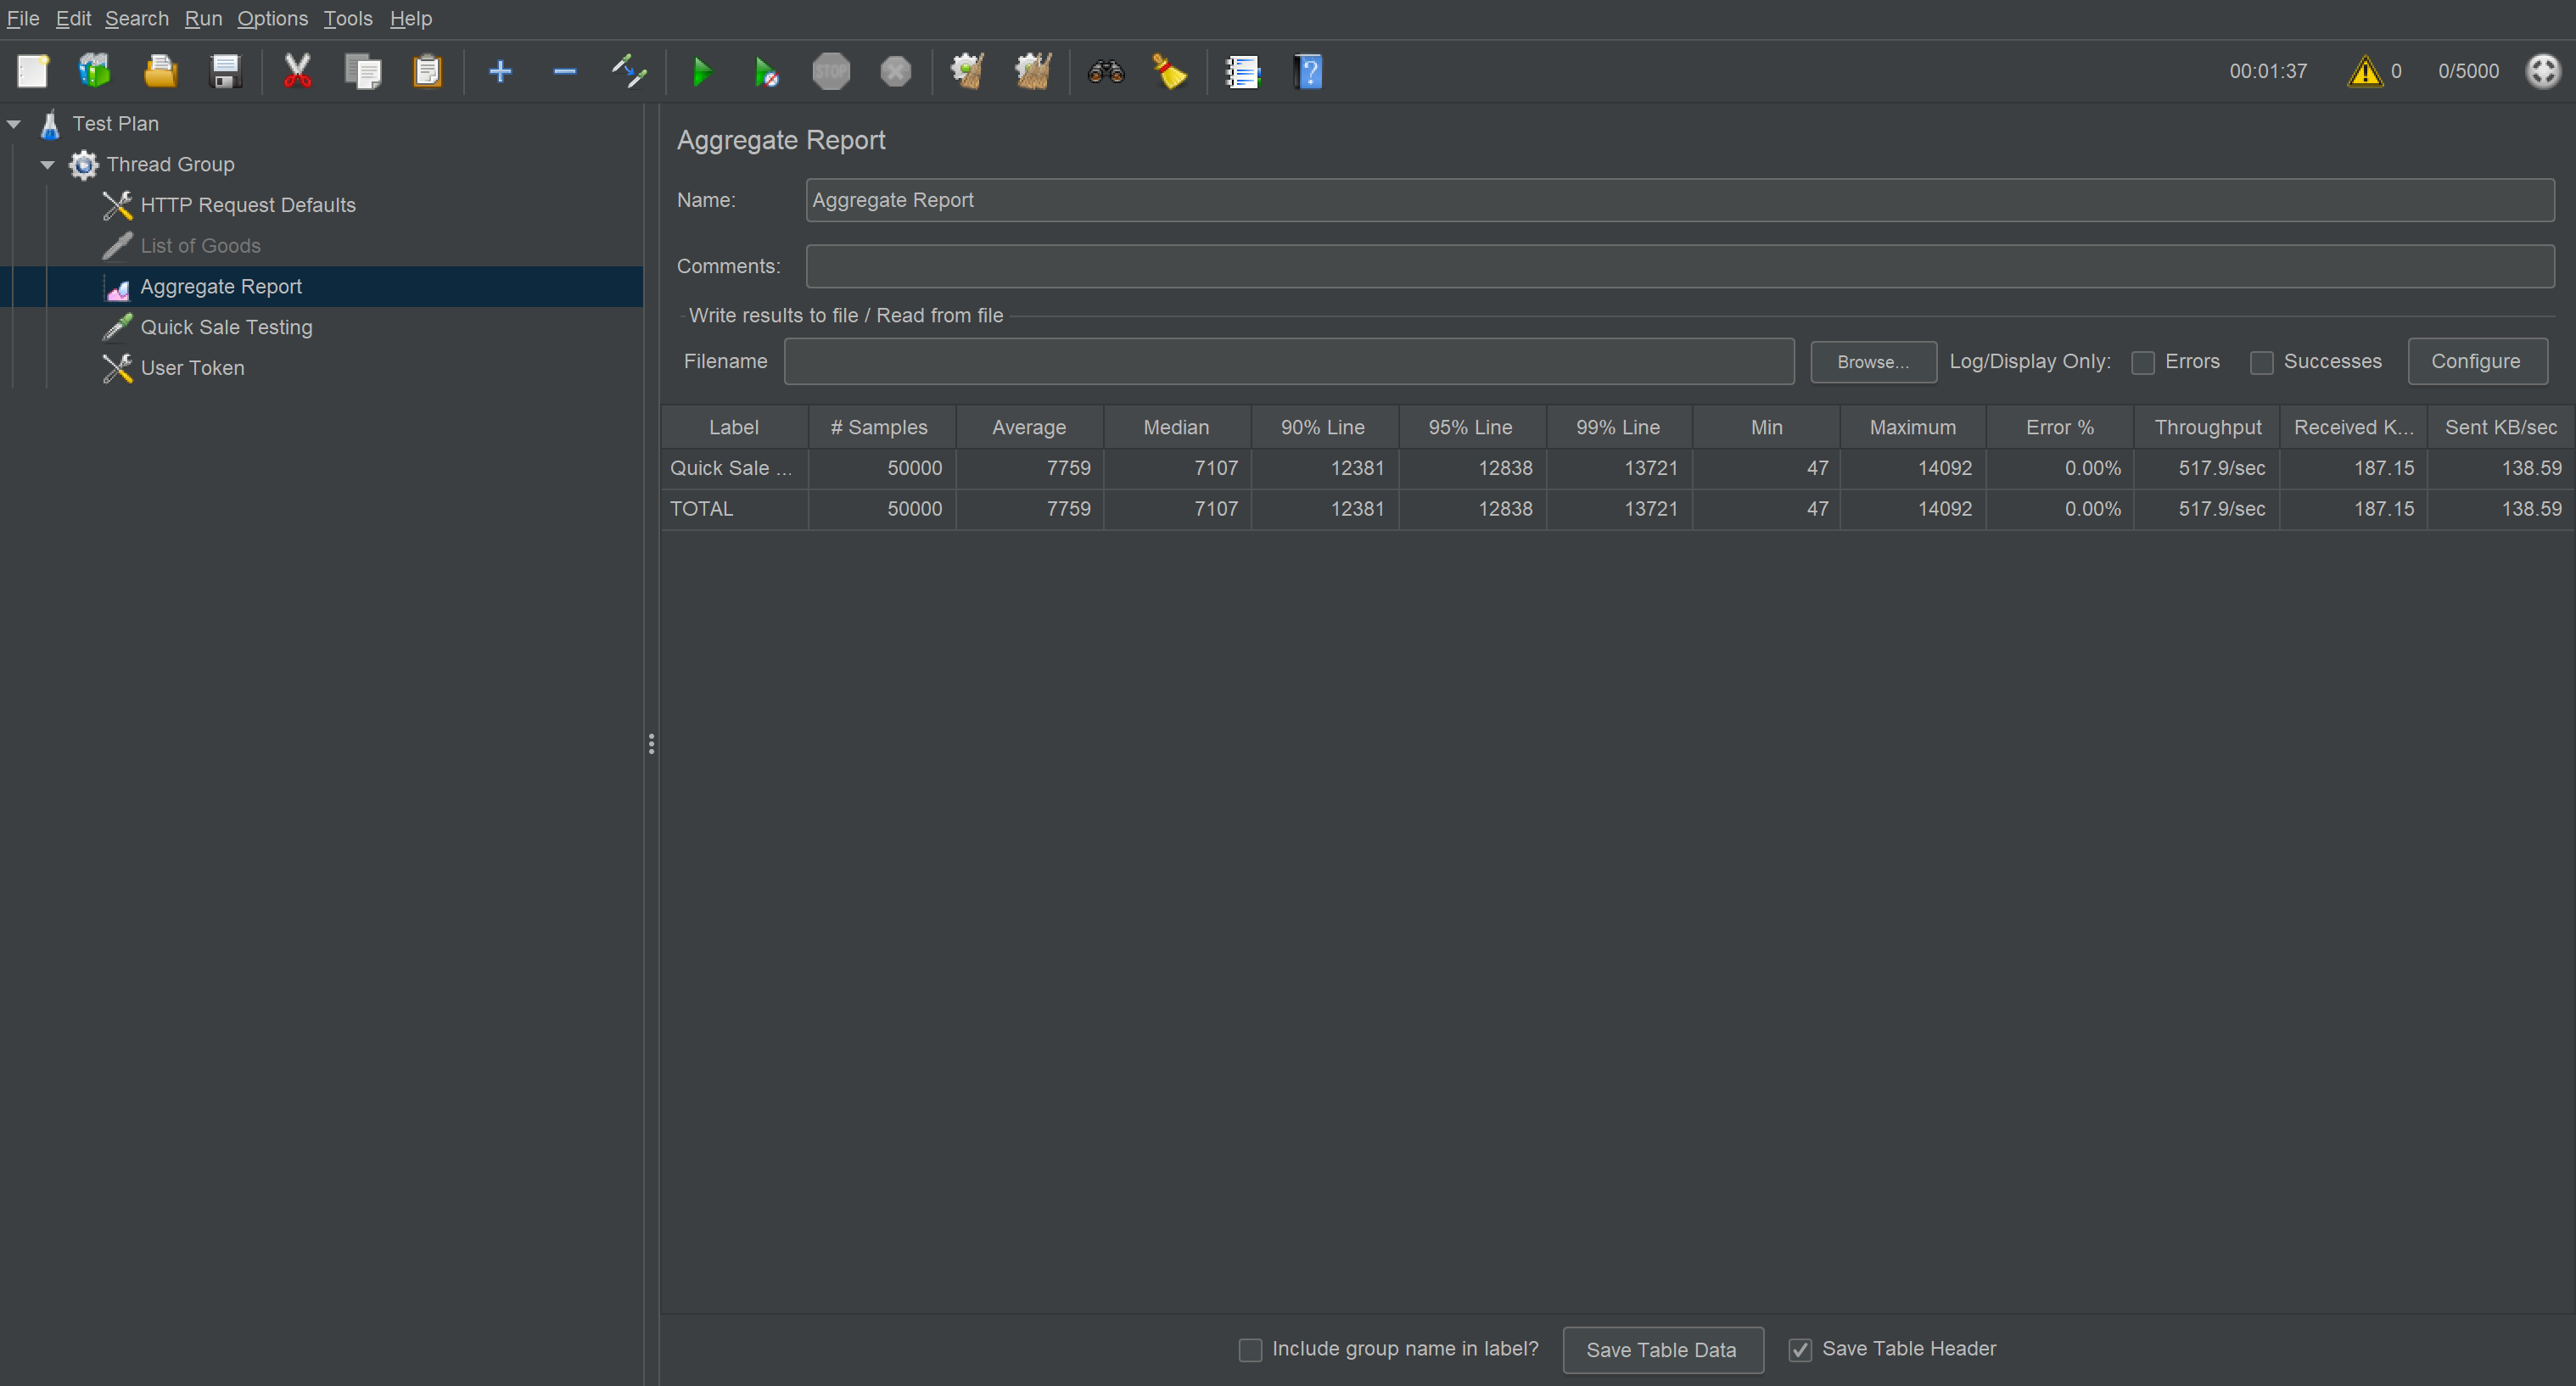 File Edit Search Run Options Tools Help
STOP
00:01:37 0 0/5000
Test Plan
Thread Group
HTTP Request Defaults
List of Goods
Aggregate Report
Quick Sale Testing
User Token
Aggregate Report
Name: Aggregate Report
Comments:
Write results to file / Read from file
Filename Browse... Log/Display Only: Errors Successes Configure
Label # Samples Average Median 90% Line 95% Line 99% Line Min Maximum Error % Throughput Received K... Sent KB/sec
Quick Sale ... 50000 7759 7107 12381 12838 13721 47 14092 0.00% 517.9/sec 187.15 138.59
TOTAL 50000 7759 7107 12381 12838 13721 47 14092 0.00% 517.9/sec 187.15 138.59
Include group name in label? Save Table Data Save Table Header